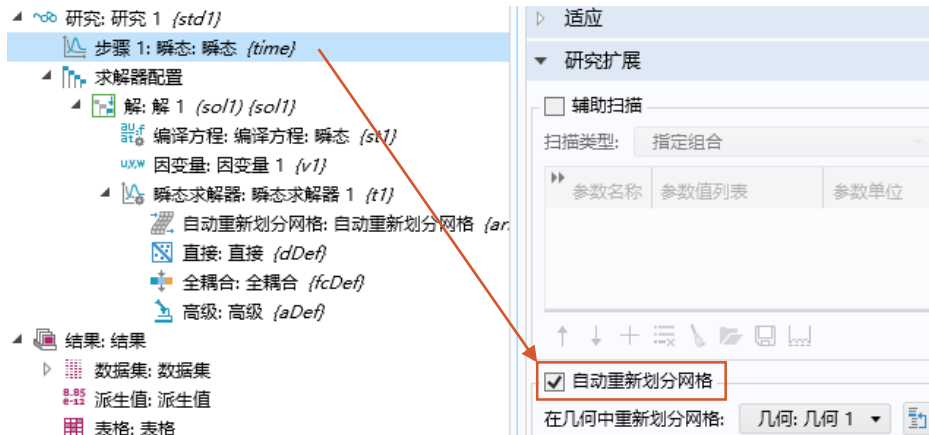 研究: 研究 1 {std1}
步骤 1: 瞬态: 瞬态 {time}
求解器配置
解: 解 1 (sol1) {sol1}
编译方程: 编译方程: 瞬态 {st1}
因变量: 因变量 1 {v1}
瞬态求解器: 瞬态求解器 1 {t1}
自动重新划分网格: 自动重新划分网格 {ar
直接: 直接 {dDef}
全耦合: 全耦合 {fcDef}
高级: 高级 {aDef}
结果: 结果
数据集: 数据集
8.85
e-12
派生值: 派生值
表格: 表格
适应
研究扩展
辅助扫描
扫描类型: 指定组合
参数名称 参数值列表 参数单位
自动重新划分网格
在几何中重新划分网格: 几何: 几何 1